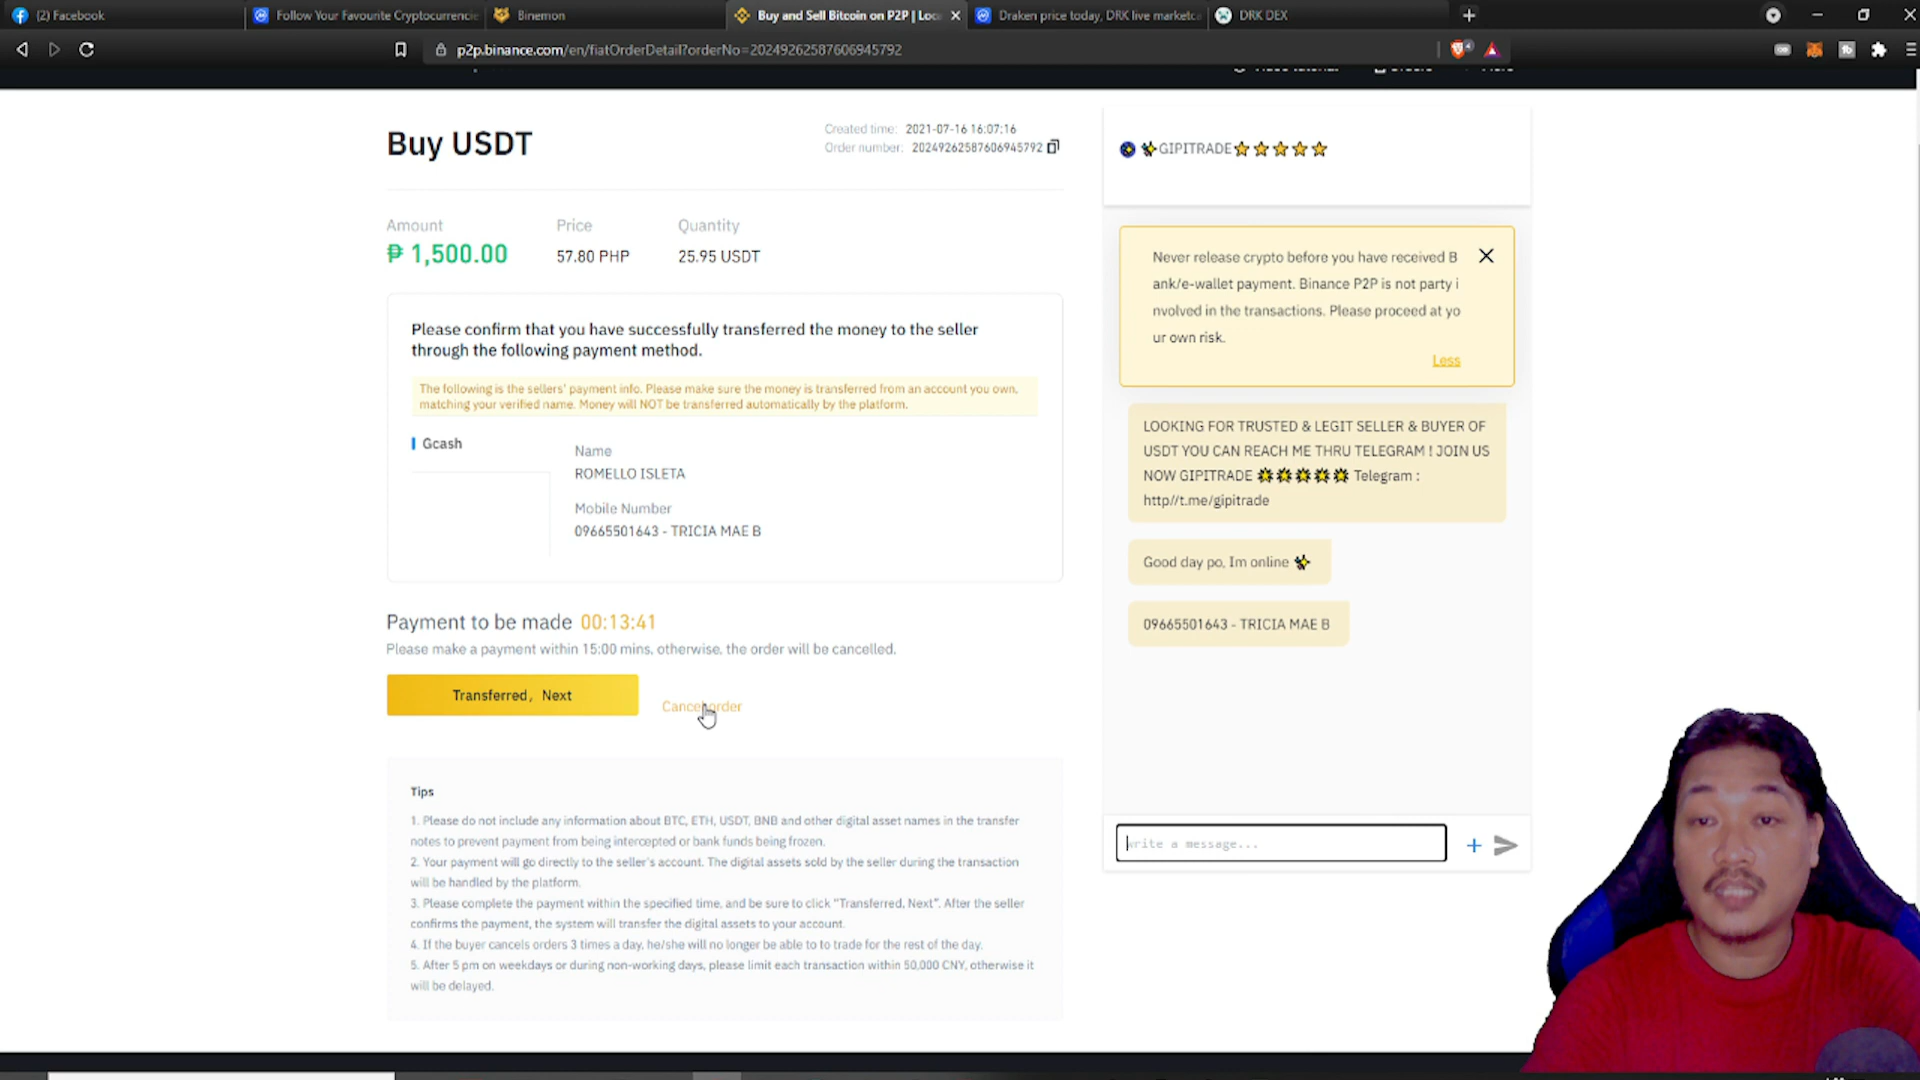 (2) Facebook
Follow Your Favourite Cryptocurrencie
Binemon
Buy and Sell Bitcoin on P2P | Loc
Draken price today, DRK live marketca
DRK DEX
p2p.binance.com/en/fiatOrderDetail?orderNo=20249262587606945792
Buy USDT
Created time: 2021-07-16 16:07:16
Order number: 20249262587606945792
Amount
Price
Quantity
₱ 1,500.00
57.80 PHP
25.95 USDT
Please confirm that you have successfully transferred the money to the seller
through the following payment method.
The following is the sellers' payment info. Please make sure the money is transferred from an account you own,
matching your verified name. Money will NOT be transferred automatically by the platform.
Gcash
Name
ROMELLO ISLETA
Mobile Number
09665501643 - TRICIA MAE B
Payment to be made 00:13:41
Please make a payment within 15:00 mins, otherwise, the order will be cancelled.
Transferred, Next
Cancel order
Tips
1. Please do not include any information about BTC, ETH, USDT, BNB and other digital asset names in the transfer
notes to prevent payment from being intercepted or bank funds being frozen.
2. Your payment will go directly to the seller's account. The digital assets sold by the seller during the transaction
will be handled by the platform.
3. Please complete the payment within the specified time, and be sure to click "Transferred, Next". After the seller
confirms the payment, the system will transfer the digital assets to your account.
4. If the buyer cancels orders 3 times a day, he/she will no longer be able to to trade for the rest of the day.
5. After 5 pm on weekdays or during non-working days, please limit each transaction within 50,000 CNY, otherwise it
will be delayed.
GIPITRADE
Never release crypto before you have received B
ank/e-wallet payment. Binance P2P is not party i
nvolved in the transactions. Please proceed at yo
ur own risk.
Less
LOOKING FOR TRUSTED & LEGIT SELLER & BUYER OF
USDT YOU CAN REACH ME THRU TELEGRAM ! JOIN US
NOW GIPITRADE Telegram :
http//t.me/gipitrade
Good day po, Im online
09665501643 - TRICIA MAE B
write a message...